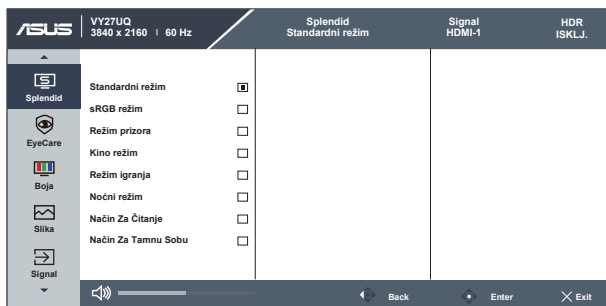 ASUS
VY27UQ
3840 x 2160 | 60 Hz
Splendid
Standardni režim
Signal
HDMI-1
HDR
ISKLJ.
Splendid
EyeCare
Boja
Slika
Signal
Standardni režim
sRGB režim
Režim prizora
Kino režim
Režim igranja
Noćni režim
Način Za Čitanje
Način Za Tamnu Sobu
Back
Enter
Exit